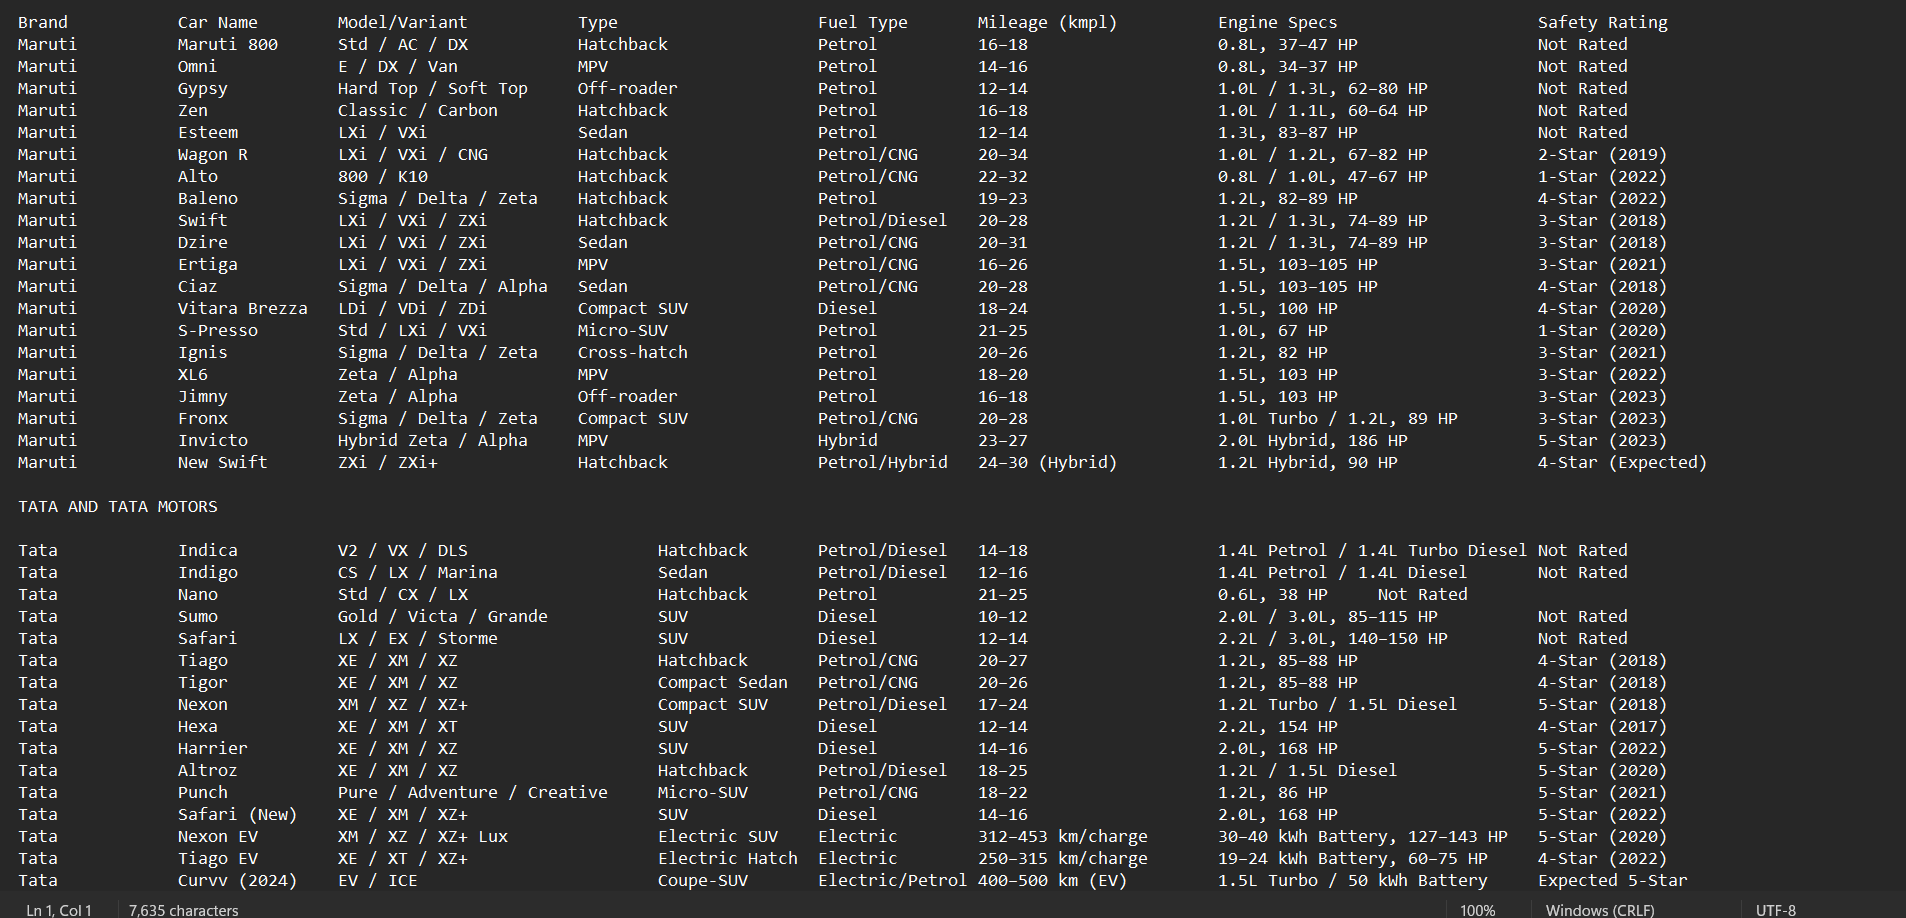 Brand Car Name Model/Variant Type Fuel Type Mileage (kmpl) Engine Specs Safety Rating
Maruti Maruti 800 Std / AC / DX Hatchback Petrol 16–18 0.8L, 37–47 HP Not Rated
Maruti Omni E / DX / Van MPV Petrol 14–16 0.8L, 34–37 HP Not Rated
Maruti Gypsy Hard Top / Soft Top Off-roader Petrol 12–14 1.0L / 1.3L, 62–80 HP Not Rated
Maruti Zen Classic / Carbon Hatchback Petrol 16–18 1.0L / 1.1L, 60–64 HP Not Rated
Maruti Esteem LXi / VXi Sedan Petrol 12–14 1.3L, 83–87 HP Not Rated
Maruti Wagon R LXi / VXi / CNG Hatchback Petrol/CNG 20–34 1.0L / 1.2L, 67–82 HP 2-Star (2019)
Maruti Alto 800 / K10 Hatchback Petrol/CNG 22–32 0.8L / 1.0L, 47–67 HP 1-Star (2022)
Maruti Baleno Sigma / Delta / Zeta Hatchback Petrol 19–23 1.2L, 82–89 HP 4-Star (2022)
Maruti Swift LXi / VXi / ZXi Hatchback Petrol/Diesel 20–28 1.2L / 1.3L, 74–89 HP 3-Star (2018)
Maruti Dzire LXi / VXi / ZXi Sedan Petrol/CNG 20–31 1.2L / 1.3L, 74–89 HP 3-Star (2018)
Maruti Ertiga LXi / VXi / ZXi MPV Petrol/CNG 16–26 1.5L, 103–105 HP 3-Star (2021)
Maruti Ciaz Sigma / Delta / Alpha Sedan Petrol/CNG 20–28 1.5L, 103–105 HP 4-Star (2018)
Maruti Vitara Brezza LDi / VDi / ZDi Compact SUV Diesel 18–24 1.5L, 100 HP 4-Star (2020)
Maruti S-Presso Std / LXi / VXi Micro-SUV Petrol 21–25 1.0L, 67 HP 1-Star (2020)
Maruti Ignis Sigma / Delta / Zeta Cross-hatch Petrol 20–26 1.2L, 82 HP 3-Star (2021)
Maruti XL6 Zeta / Alpha MPV Petrol 18–20 1.5L, 103 HP 3-Star (2022)
Maruti Jimny Zeta / Alpha Off-roader Petrol 16–18 1.5L, 103 HP 3-Star (2023)
Maruti Fronx Sigma / Delta / Zeta Compact SUV Petrol/CNG 20–28 1.0L Turbo / 1.2L, 89 HP 3-Star (2023)
Maruti Invicto Hybrid Zeta / Alpha MPV Hybrid 23–27 2.0L Hybrid, 186 HP 5-Star (2023)
Maruti New Swift ZXi / ZXi+ Hatchback Petrol/Hybrid 24–30 (Hybrid) 1.2L Hybrid, 90 HP 4-Star (Expected)
TATA AND TATA MOTORS
Tata Indica V2 / VX / DLS Hatchback Petrol/Diesel 14–18 1.4L Petrol / 1.4L Turbo Diesel Not Rated
Tata Indigo CS / LX / Marina Sedan Petrol/Diesel 12–16 1.4L Petrol / 1.4L Diesel Not Rated
Tata Nano Std / CX / LX Hatchback Petrol 21–25 0.6L, 38 HP Not Rated
Tata Sumo Gold / Victa / Grande SUV Diesel 10–12 2.0L / 3.0L, 85–115 HP Not Rated
Tata Safari LX / EX / Storme SUV Diesel 12–14 2.2L / 3.0L, 140–150 HP Not Rated
Tata Tiago XE / XM / XZ Hatchback Petrol/CNG 20–27 1.2L, 85–88 HP 4-Star (2018)
Tata Tigor XE / XM / XZ Compact Sedan Petrol/CNG 20–26 1.2L, 85–88 HP 4-Star (2018)
Tata Nexon XM / XZ / XZ+ Compact SUV Petrol/Diesel 17–24 1.2L Turbo / 1.5L Diesel 5-Star (2018)
Tata Hexa XE / XM / XT SUV Diesel 12–14 2.2L, 154 HP 4-Star (2017)
Tata Harrier XE / XM / XZ SUV Diesel 14–16 2.0L, 168 HP 5-Star (2022)
Tata Altroz XE / XM / XZ Hatchback Petrol/Diesel 18–25 1.2L / 1.5L Diesel 5-Star (2020)
Tata Punch Pure / Adventure / Creative Micro-SUV Petrol/CNG 18–22 1.2L, 86 HP 5-Star (2021)
Tata Safari (New) XE / XM / XZ+ SUV Diesel 14–16 2.0L, 168 HP 5-Star (2022)
Tata Nexon EV XM / XZ / XZ+ Lux Electric SUV Electric 312–453 km/charge 30–40 kWh Battery, 127–143 HP 5-Star (2020)
Tata Tiago EV XE / XT / XZ+ Electric Hatch Electric 250–315 km/charge 19–24 kWh Battery, 60–75 HP 4-Star (2022)
Tata Curvv (2024) EV / ICE Coupe-SUV Electric/Petrol 400–500 km (EV) 1.5L Turbo / 50 kWh Battery Expected 5-Star
Ln 1, Col 1 7,635 characters 100% Windows (CRLF) UTF-8